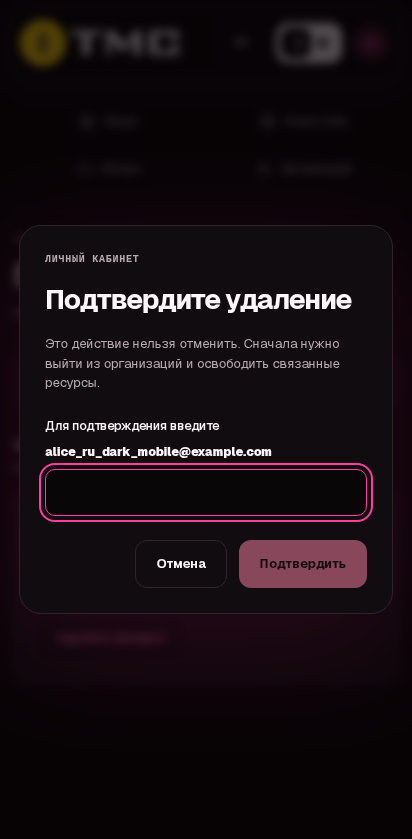 TMC
ЛИЧНЫЙ КАБИНЕТ
Подтвердите удаление
Это действие нельзя отменить. Сначала нужно
выйти из организаций и освободить связанные
ресурсы.
Для подтверждения введите
alice_ru_dark_mobile@example.com
Отмена
Подтвердить